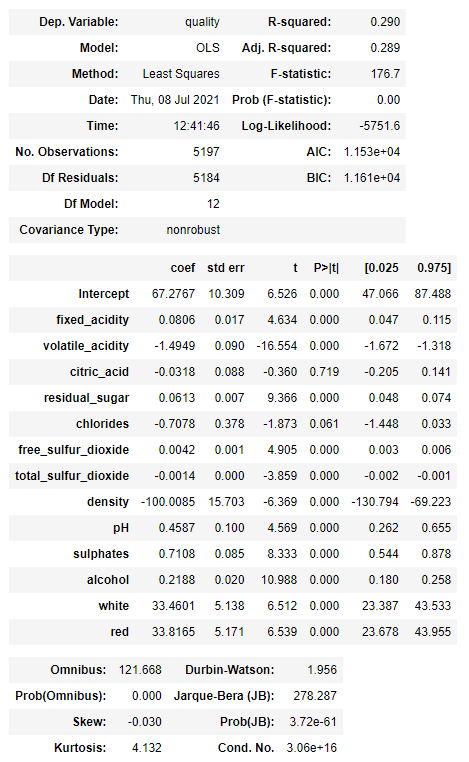 Dep. Variable: quality R-squared: 0.290
Model: OLS Adj. R-squared: 0.289
Method: Least Squares F-statistic: 176.7
Date: Thu, 08 Jul 2021 Prob (F-statistic): 0.00
Time: 12:41:46 Log-Likelihood: -5751.6
No. Observations: 5197 AIC: 1.153e+04
Df Residuals: 5184 BIC: 1.161e+04
Df Model: 12
Covariance Type: nonrobust
coef std err t P>|t| [0.025 0.975]
Intercept 67.2767 10.309 6.526 0.000 47.066 87.488
fixed_acidity 0.0806 0.017 4.634 0.000 0.047 0.115
volatile_acidity -1.4949 0.090 -16.554 0.000 -1.672 -1.318
citric_acid -0.0318 0.088 -0.360 0.719 -0.205 0.141
residual_sugar 0.0613 0.007 9.366 0.000 0.048 0.074
chlorides -0.7078 0.378 -1.873 0.061 -1.448 0.033
free_sulfur_dioxide 0.0042 0.001 4.905 0.000 0.003 0.006
total_sulfur_dioxide -0.0014 0.000 -3.859 0.000 -0.002 -0.001
density -100.0085 15.703 -6.369 0.000 -130.794 -69.223
pH 0.4587 0.100 4.569 0.000 0.262 0.655
sulphates 0.7108 0.085 8.333 0.000 0.544 0.878
alcohol 0.2188 0.020 10.988 0.000 0.180 0.258
white 33.4601 5.138 6.512 0.000 23.387 43.533
red 33.8165 5.171 6.539 0.000 23.678 43.955
Omnibus: 121.668 Durbin-Watson: 1.956
Prob(Omnibus): 0.000 Jarque-Bera (JB): 278.287
Skew: -0.030 Prob(JB): 3.72e-61
Kurtosis: 4.132 Cond. No. 3.06e+16